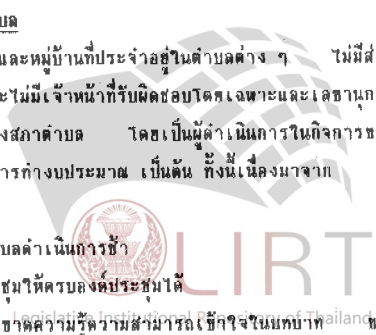 บล
และหมู่บ้านที่ประจำอยู่ในตำบลต่าง ๆ ไม่มีส
ะไม่มีเจ้าหน้าที่รับผิดชอบโดยเฉพาะและเลขานุก
งสภาตำบล โดยเป็นผู้ดำเนินการในกิจการข
การทำงบประมาณ เป็นต้น ทั้งนี้เนื่องมาจาก
บลดำเนินการช้า
ชุมให้ครบองค์ประชุมได้
ขาดความรู้ความสามารถเข้าใจในบทบาท ข
LIRT
Legislative Institutional Repository of Thailand